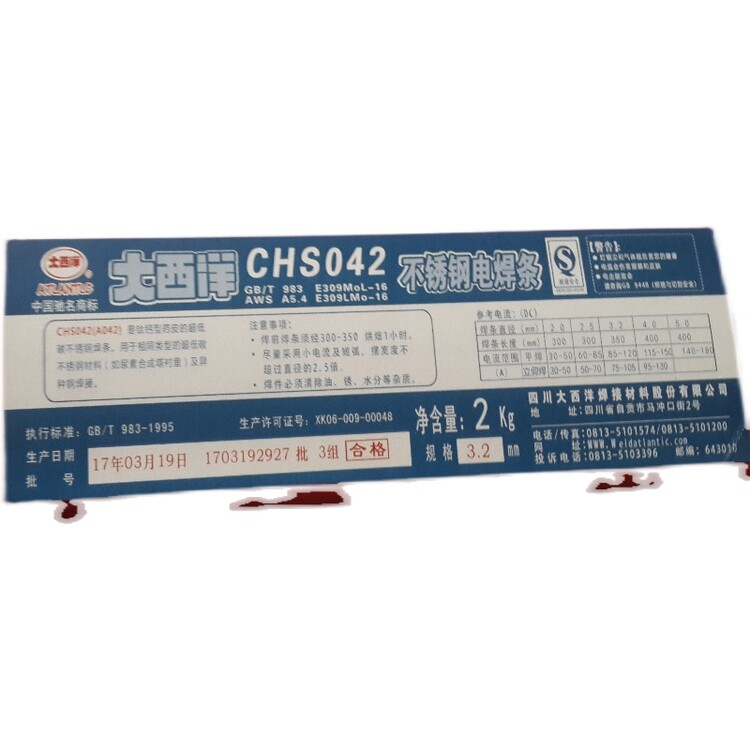 大西洋
ATLANTIC
®
中国驰名商标
大西洋
CHS042
GB/T 983 E309MoL-16
AWS A5.4 E309LMo-16
不锈钢电焊条
【警告】
CHS042(A042)是钛钙型药皮的超低
碳不锈钢焊条。用于相同类型的超低碳
不锈钢材料(如尿素合成塔衬里)及异
种钢焊接。
注意事项:
· 焊前焊条须经300-350 烘焙1小时。
· 尽量采用小电流及短弧, 摆宽度不
超过直径的2.5倍。
· 焊件必须清除油、锈、水分等杂质。
参考电流: (DC)
焊条直径(mm) 2.0 2.5 3.2 4.0 5.0
焊条长度(mm) 300 300 350 400 400
电流范围 平焊 30-50 60-85 85-120 115-150 140-180
(A) 立仰焊 30-50 50-70 75-105 95-130
执行标准: GB/T 983-1995
生产许可证号: XK06-009-00048
净含量: 2 Kg
生产日期 17年03月19日 1703192927 批 3组 合格
批 号
规格 3.2 mm
四川大西洋焊接材料股份有限公司
地 址: 四川省自贡市马冲口街2号
电话/传真: 0813-5101574/0813-5101200
网 址: www.weldatlantic.com
投诉电话: 0813-5103396 邮编: 643010